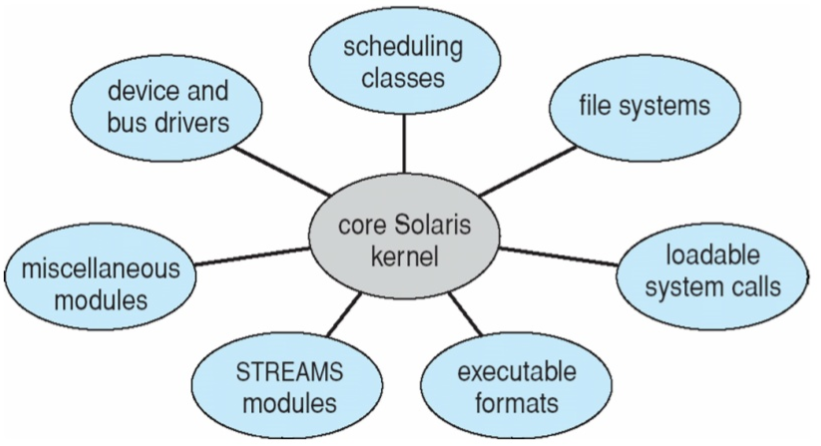 scheduling
classes
device and
bus drivers
file systems
core Solaris
kernel
miscellaneous
modules
loadable
system calls
STREAMS
modules
executable
formats